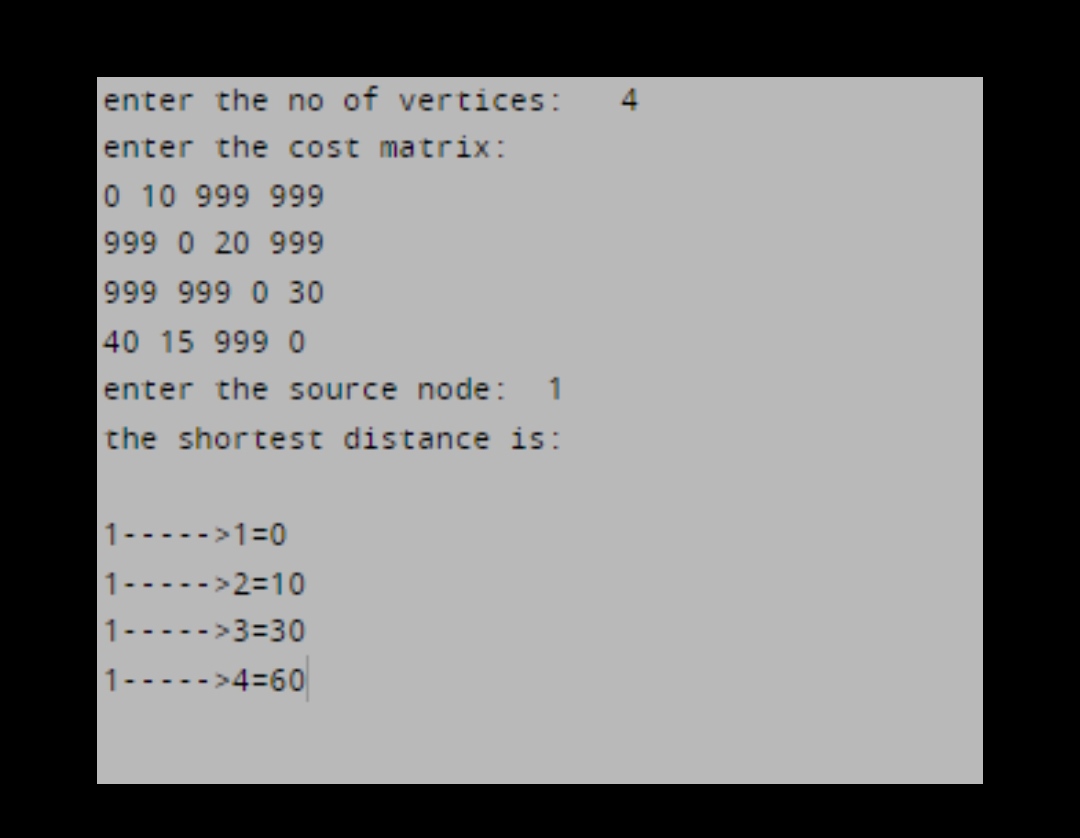 enter the no of vertices:   4
enter the cost matrix:
0 10 999 999
999 0 20 999
999 999 0 30
40 15 999 0
enter the source node:  1
the shortest distance is:
1----->1=0
1----->2=10
1----->3=30
1----->4=60